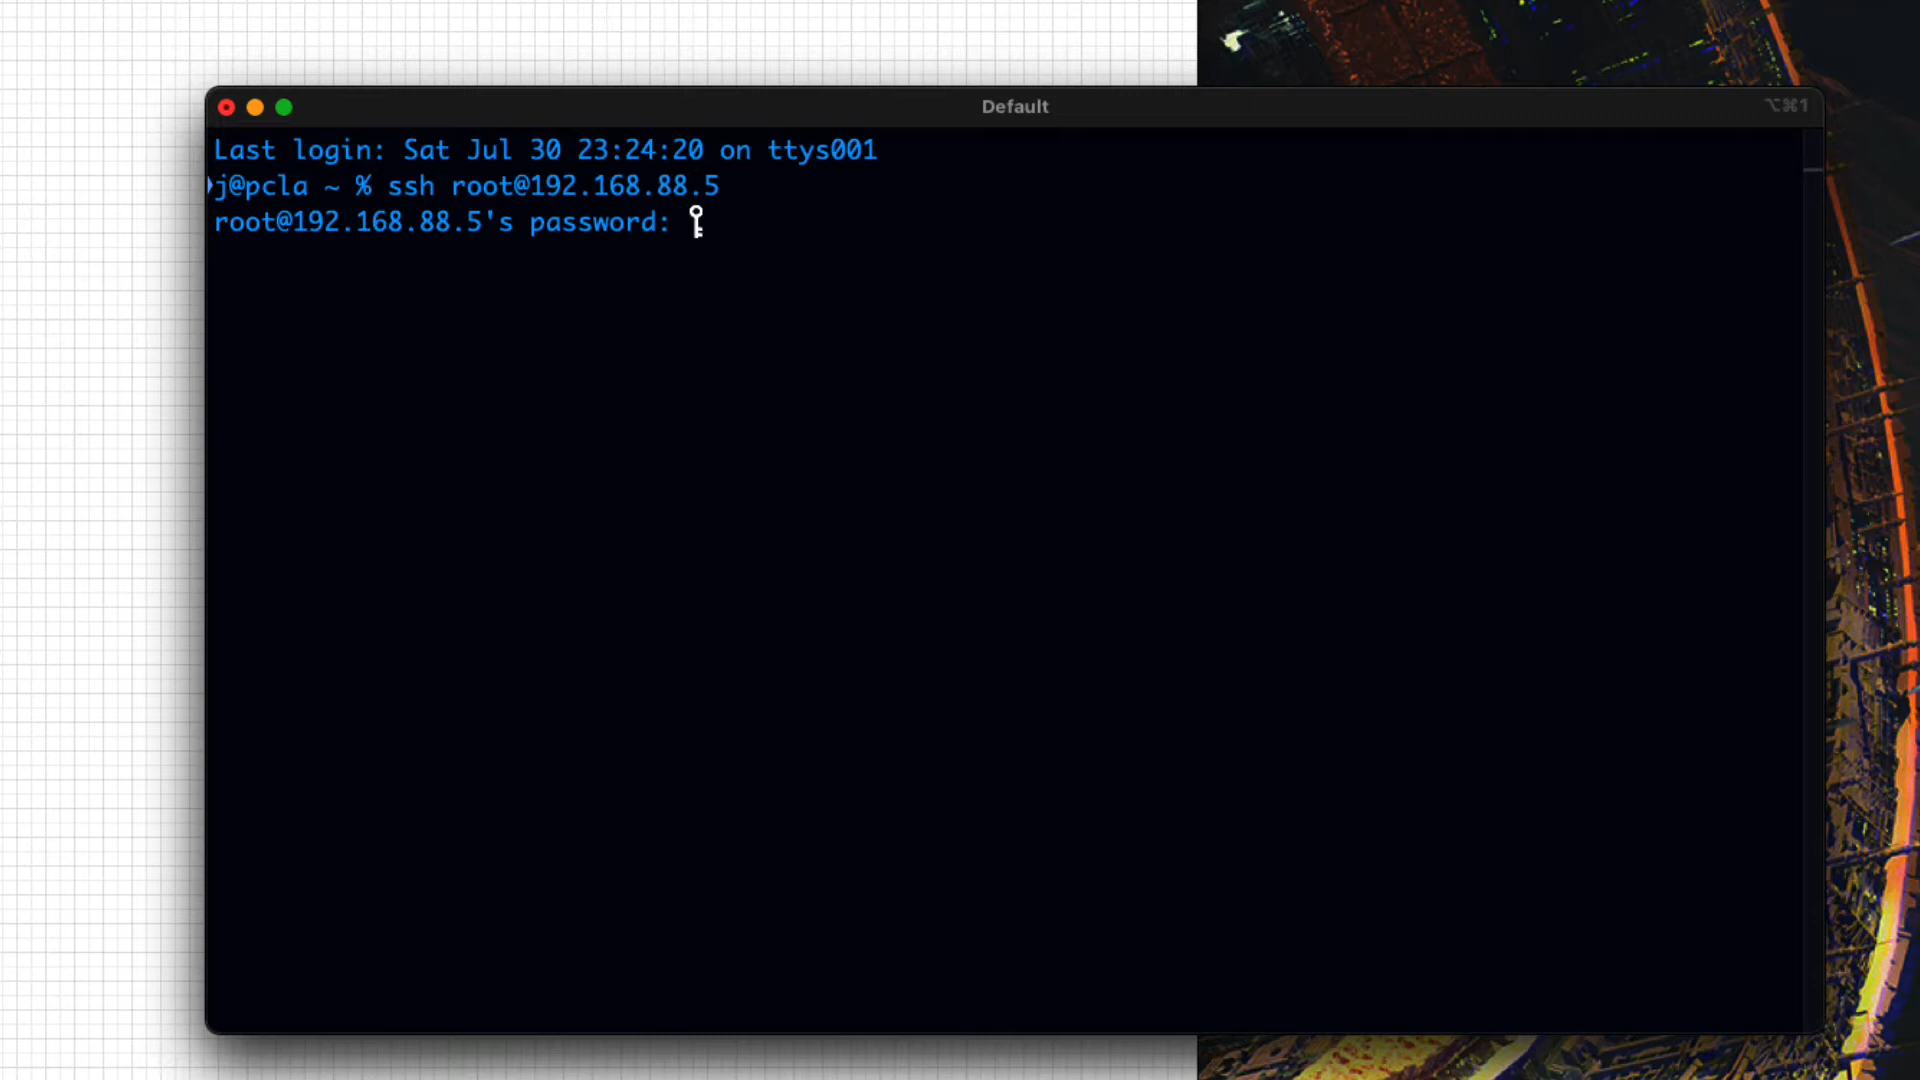 Default
⌥⌘1
Last login: Sat Jul 30 23:24:20 on ttys001
j@pcla ~ % ssh root@192.168.88.5
root@192.168.88.5's password: